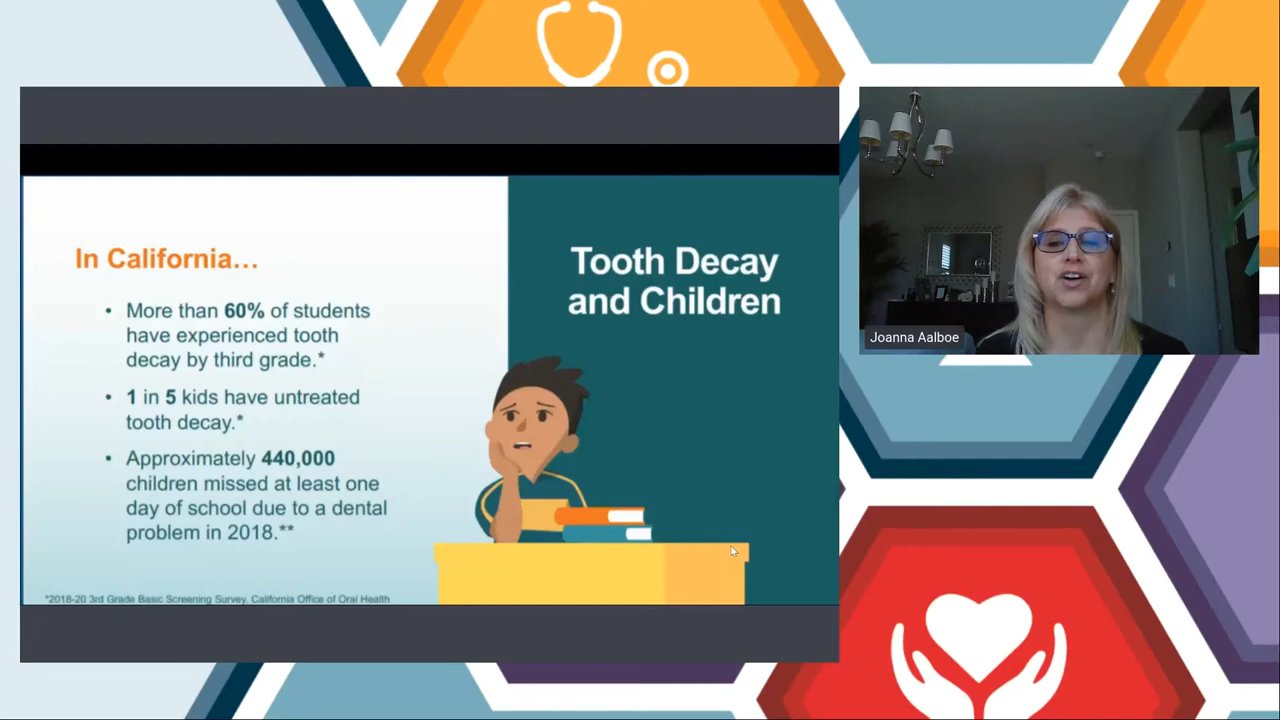 In California…
• More than 60% of students
have experienced tooth
decay by third grade.*
• 1 in 5 kids have untreated
tooth decay.*
• Approximately 440,000
children missed at least one
day of school due to a dental
problem in 2018.**
*2018-20 3rd Grade Basic Screening Survey, California Office of Oral Health
Tooth Decay
and Children
Joanna Aalboe